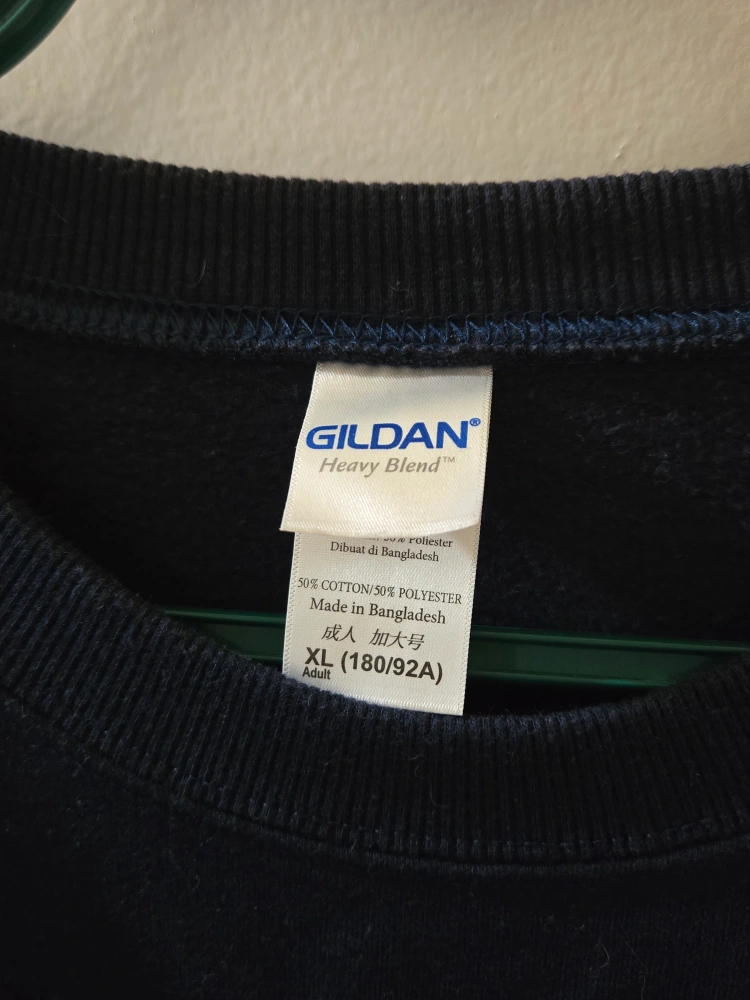 GILDAN®
Heavy Blend™
Poliester
Dibuat di Bangladesh
50% COTTON/50% POLYESTER
Made in Bangladesh
成人 加大号
XL (180/92A)
Adult